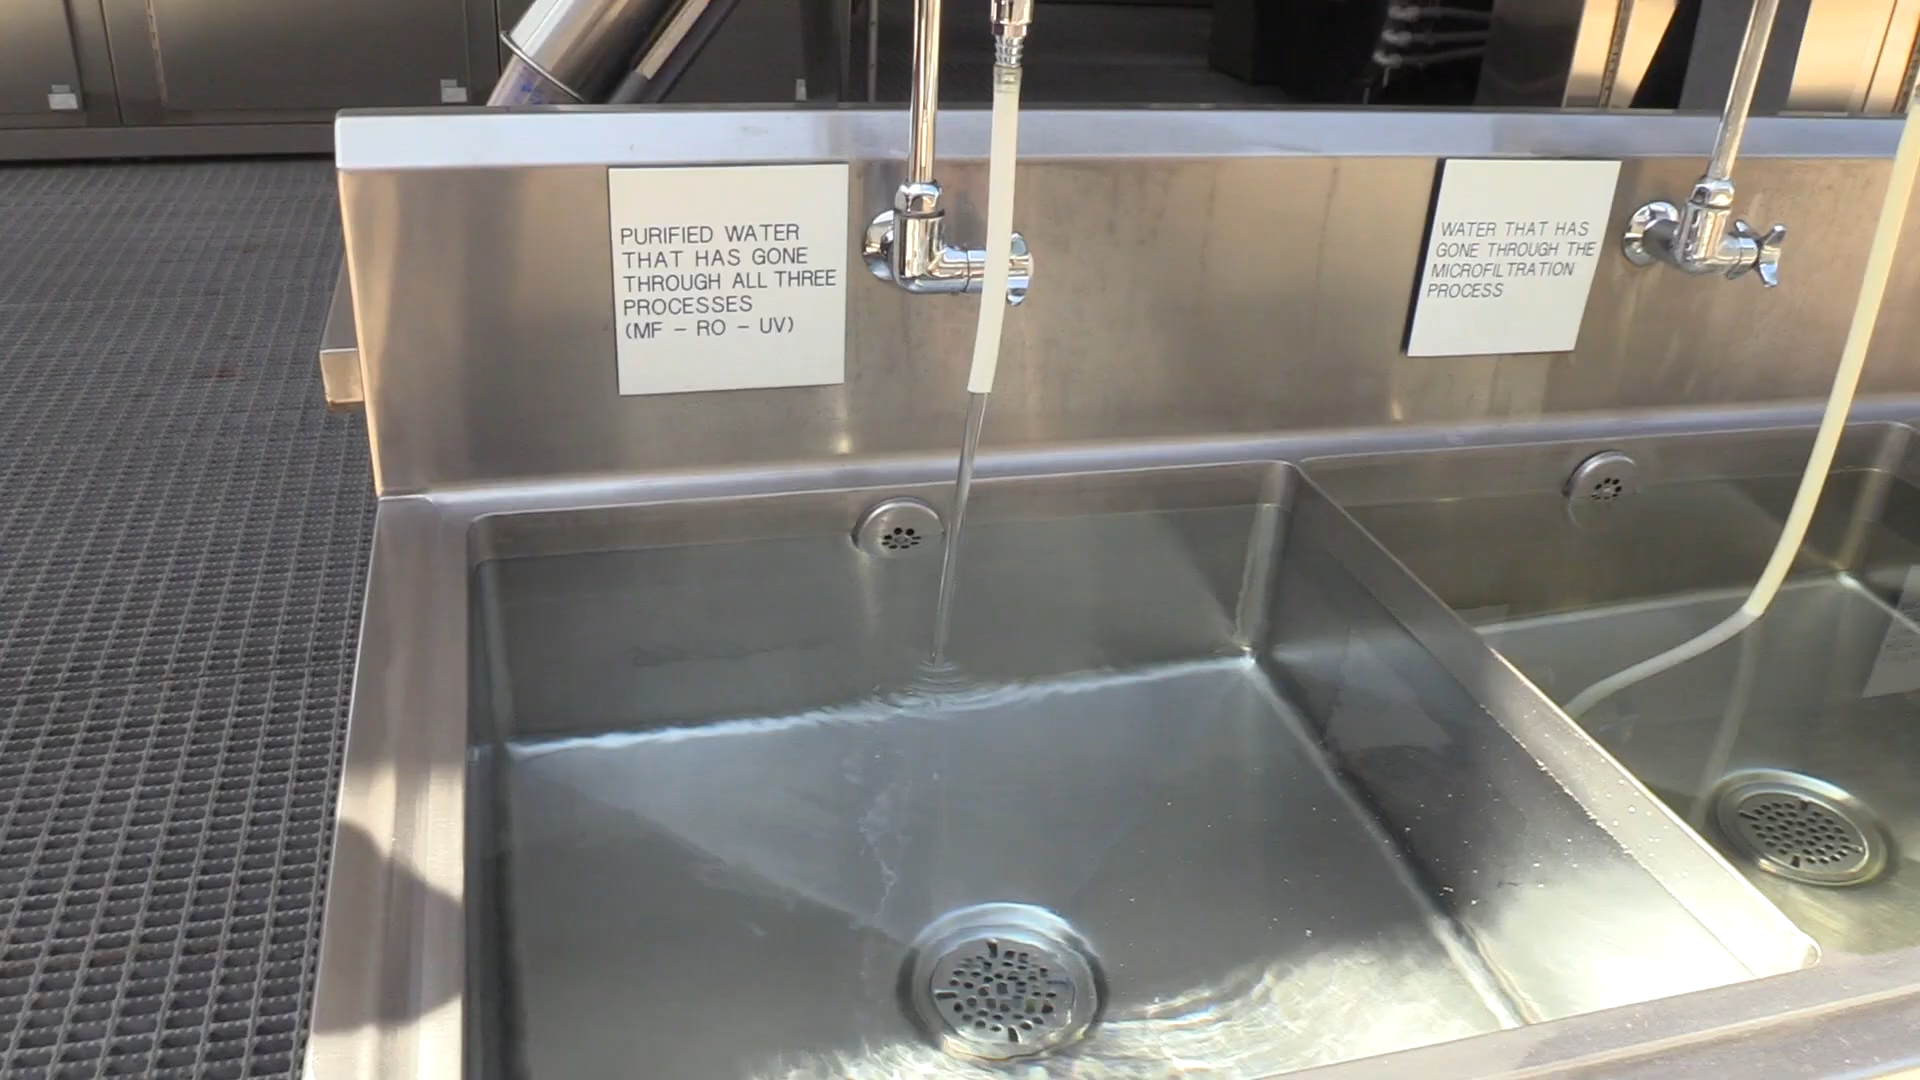 PURIFIED WATER
THAT HAS GONE
THROUGH ALL THREE
PROCESSES
(MF – RO – UV)
WATER THAT HAS
GONE THROUGH THE
MICROFILTRATION
PROCESS